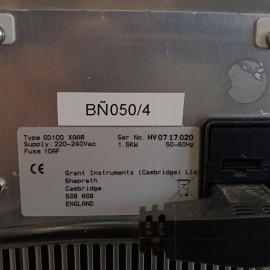 BÑ050/4
Type GD100 XAAR Ser No. HV0717020
Supply 220-240Vac 1.5KW 50-60Hz
Fuse 10AF
CE
Grant Instruments (Cambridge) Ltd
Shepreth
Cambridge
SG8 6GB
ENGLAND